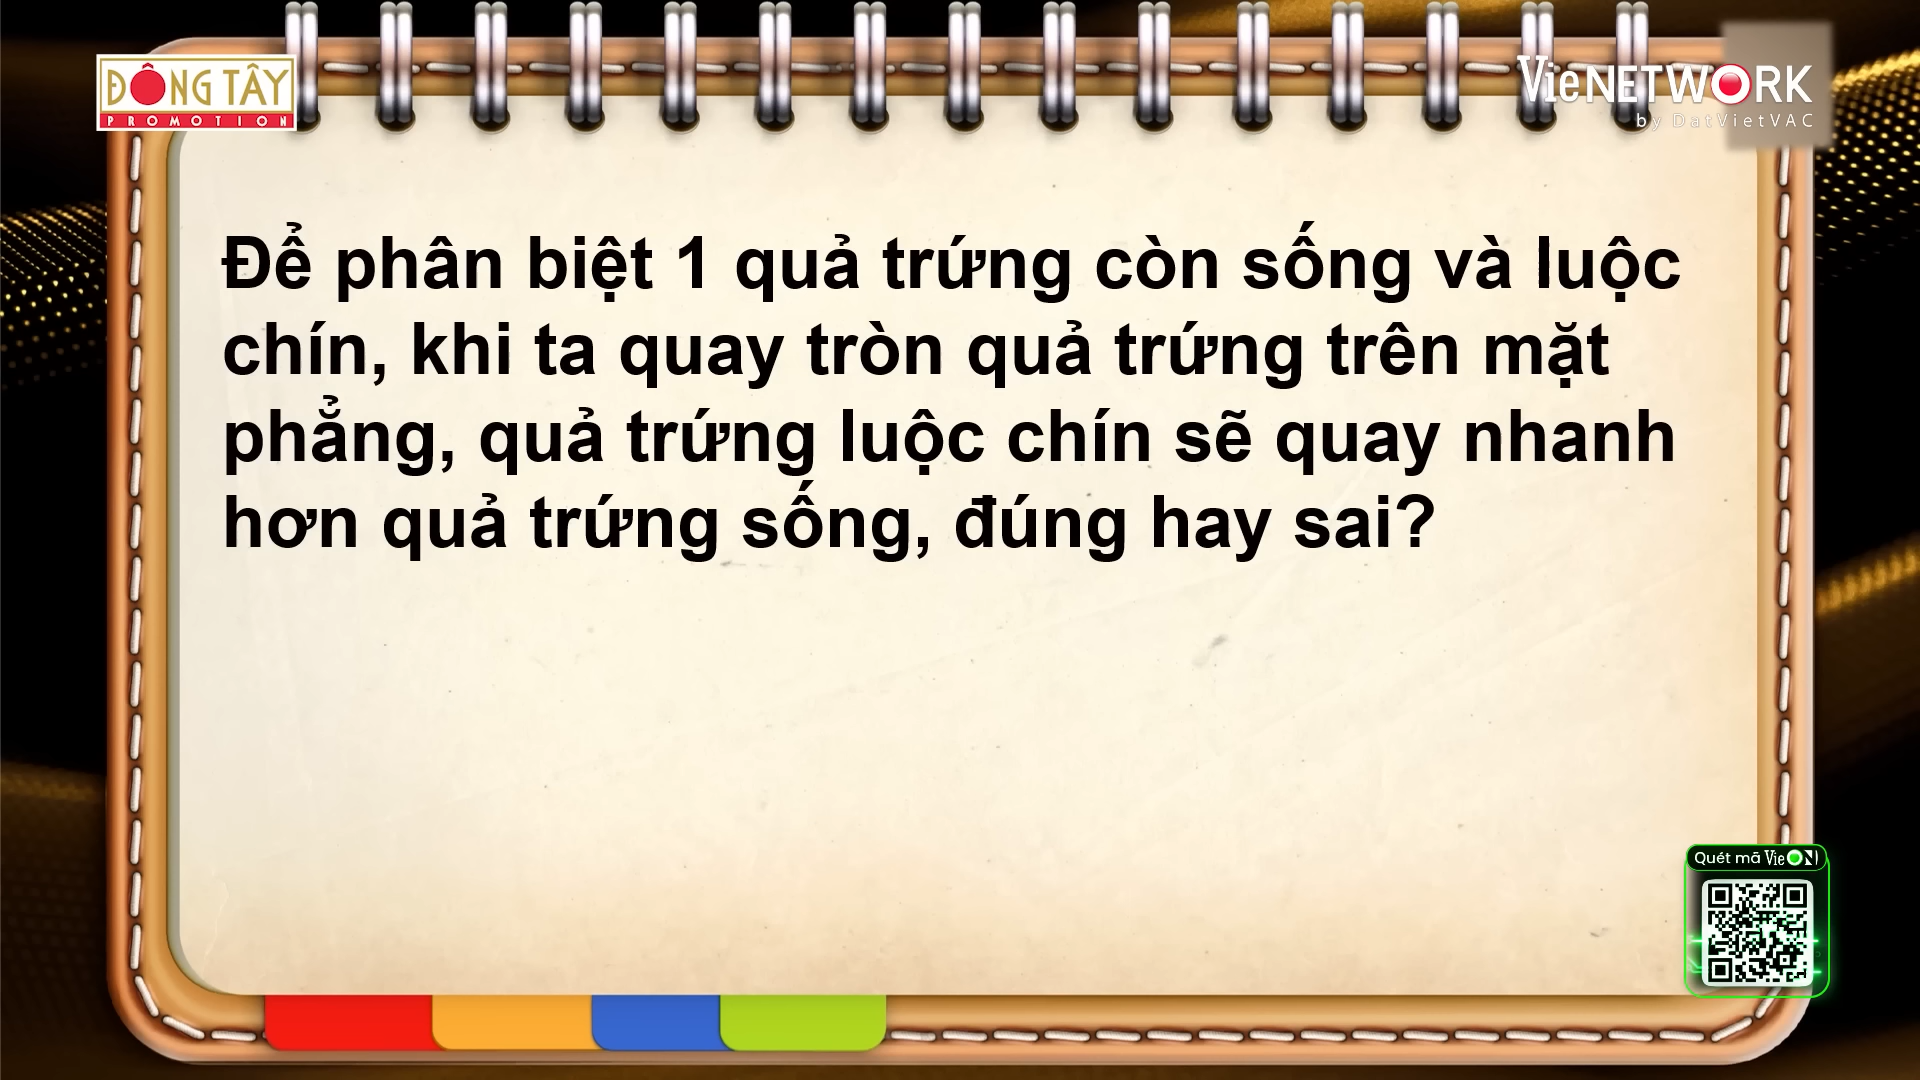 ĐÔNG TÂY
PROMOTION
VieNETWORK
by DatVietVAC
Để phân biệt 1 quả trứng còn sống và luộc
chín, khi ta quay tròn quả trứng trên mặt
phẳng, quả trứng luộc chín sẽ quay nhanh
hơn quả trứng sống, đúng hay sai?
Quét mã VieON